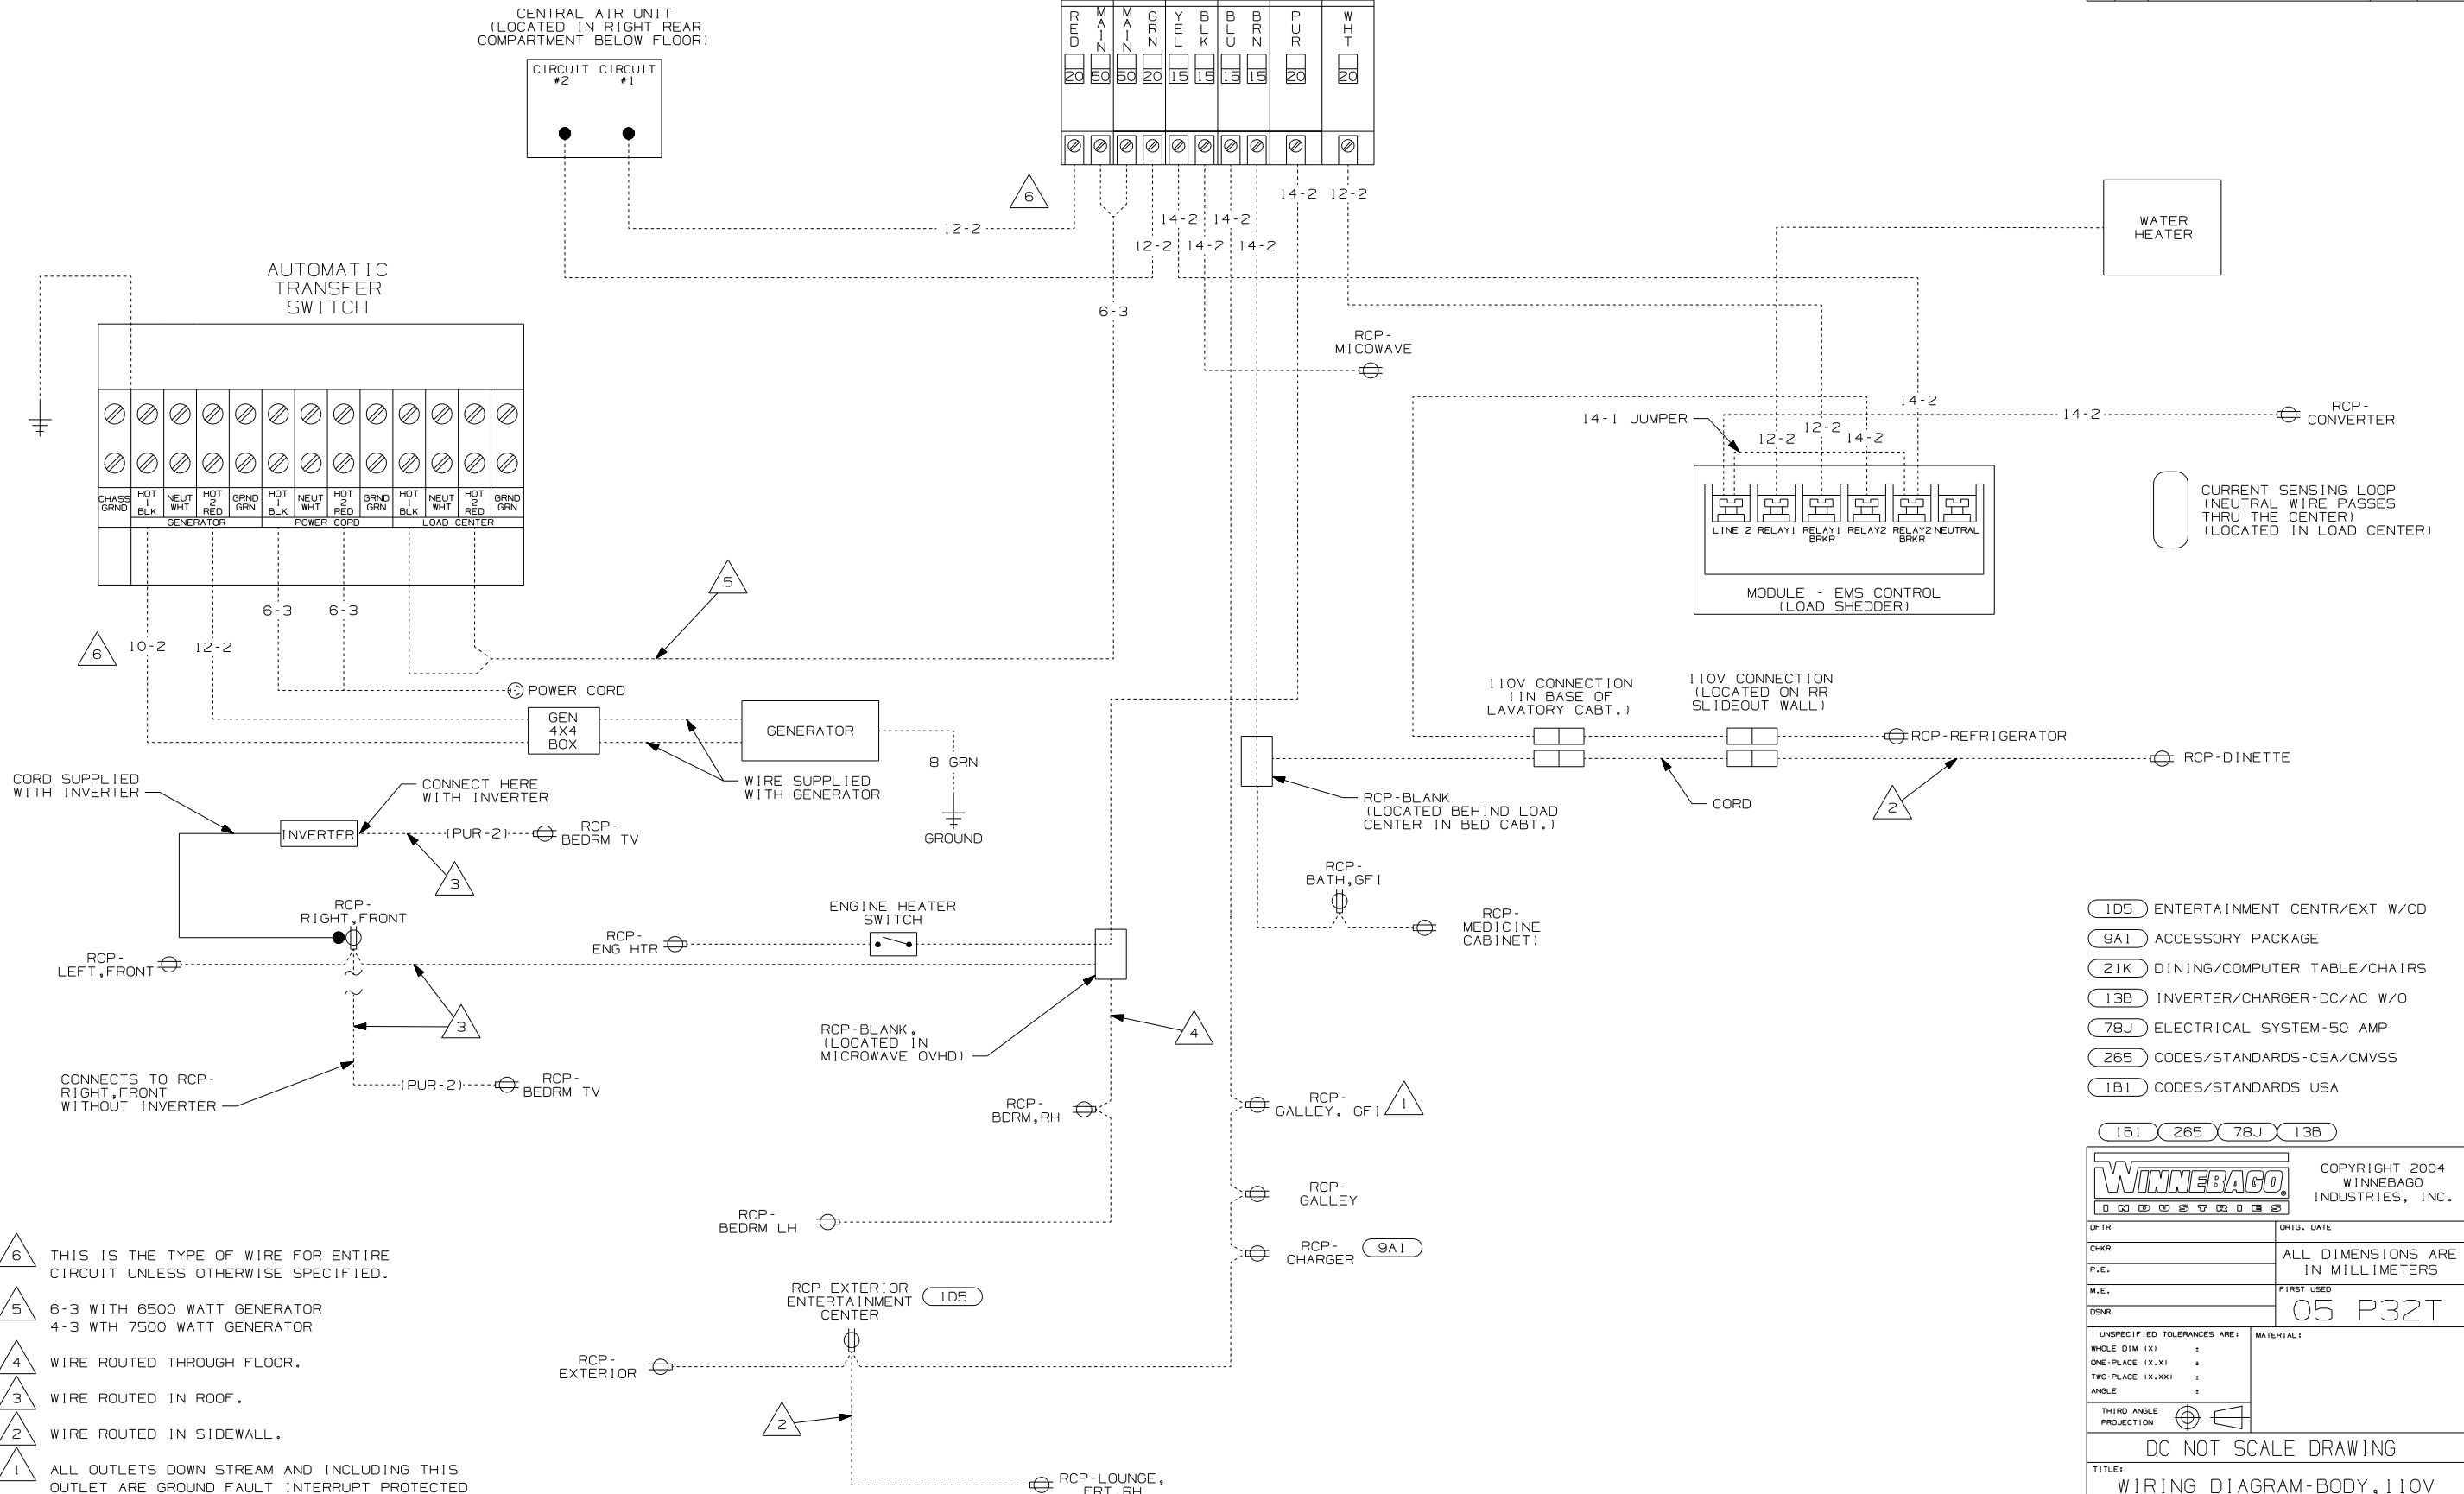 CENTRAL AIR UNIT
(LOCATED IN RIGHT REAR
COMPARTMENT BELOW FLOOR)
CIRCUIT CIRCUIT
#2 #1
RED MAIN MAIN GRN YEL BLK BLU BRN PUR WHT
20 50 50 20 15 15 15 15 20 20
6
14-2 12-2
14-2 14-2
12-2
12-2 14-2 14-2
WATER
HEATER
AUTOMATIC
TRANSFER
SWITCH
6-3
RCP-
MICOWAVE
14-2
14-1 JUMPER
14-2
RCP-
CONVERTER
12-2 12-2 14-2
CHASS
GRND
HOT
1
BLK
NEUT
WHT
HOT
2
RED
GRND
GRN
HOT
1
BLK
NEUT
WHT
HOT
2
RED
GRND
GRN
HOT
1
BLK
NEUT
WHT
HOT
2
RED
GRND
GRN
GENERATOR POWER CORD LOAD CENTER
CURRENT SENSING LOOP
(NEUTRAL WIRE PASSES
THRU THE CENTER)
(LOCATED IN LOAD CENTER)
LINE 2 RELAY1 RELAY1 RELAY2 RELAY2 NEUTRAL
BRKR BRKR
MODULE - EMS CONTROL
(LOAD SHEDDER)
5
6-3 6-3
6
10-2 12-2
POWER CORD
110V CONNECTION
(IN BASE OF
LAVATORY CABT.)
110V CONNECTION
(LOCATED ON RR
SLIDEOUT WALL)
GEN
4X4
BOX
GENERATOR
RCP-REFRIGERATOR
RCP-DINETTE
8 GRN
CORD SUPPLIED
WITH INVERTER
CONNECT HERE
WITH INVERTER
WIRE SUPPLIED
WITH GENERATOR
RCP-BLANK
(LOCATED BEHIND LOAD
CENTER IN BED CABT.)
CORD
2
INVERTER
(PUR-2)
RCP-
BEDRM TV
GROUND
3
RCP-
BATH,GFI
RCP-
RIGHT,FRONT
ENGINE HEATER
SWITCH
RCP-
MEDICINE
CABINET)
RCP-
ENG HTR
RCP-
LEFT,FRONT
3
RCP-BLANK,
(LOCATED IN
MICROWAVE OVHD)
4
CONNECTS TO RCP-
RIGHT,FRONT
WITHOUT INVERTER
(PUR-2)
RCP-
BEDRM TV
RCP-
BDRM,RH
RCP-
GALLEY, GFI
1
RCP-
GALLEY
RCP-
BEDRM LH
RCP-
CHARGER
9A1
RCP-EXTERIOR
ENTERTAINMENT
CENTER
1D5
RCP-
EXTERIOR
2
RCP-LOUNGE,
FRT,RH
6 THIS IS THE TYPE OF WIRE FOR ENTIRE
CIRCUIT UNLESS OTHERWISE SPECIFIED.
5 6-3 WITH 6500 WATT GENERATOR
4-3 WTH 7500 WATT GENERATOR
4 WIRE ROUTED THROUGH FLOOR.
3 WIRE ROUTED IN ROOF.
2 WIRE ROUTED IN SIDEWALL.
1 ALL OUTLETS DOWN STREAM AND INCLUDING THIS
OUTLET ARE GROUND FAULT INTERRUPT PROTECTED
1D5 ENTERTAINMENT CENTR/EXT W/CD
9A1 ACCESSORY PACKAGE
21K DINING/COMPUTER TABLE/CHAIRS
13B INVERTER/CHARGER-DC/AC W/O
78J ELECTRICAL SYSTEM-50 AMP
265 CODES/STANDARDS-CSA/CMVSS
1B1 CODES/STANDARDS USA
1B1 265 78J 13B
WINNEBAGO
INDUSTRIES
COPYRIGHT 2004
WINNEBAGO
INDUSTRIES, INC.
DFTR
ORIG. DATE
CHKR
ALL DIMENSIONS ARE
IN MILLIMETERS
P.E.
M.E.
FIRST USED
05 P32T
DSNR
UNSPECIFIED TOLERANCES ARE:
MATERIAL:
WHOLE DIM (X) :
ONE-PLACE (X.X) :
TWO-PLACE (X.XX) :
ANGLE :
THIRD ANGLE
PROJECTION
DO NOT SCALE DRAWING
TITLE:
WIRING DIAGRAM-BODY,110V